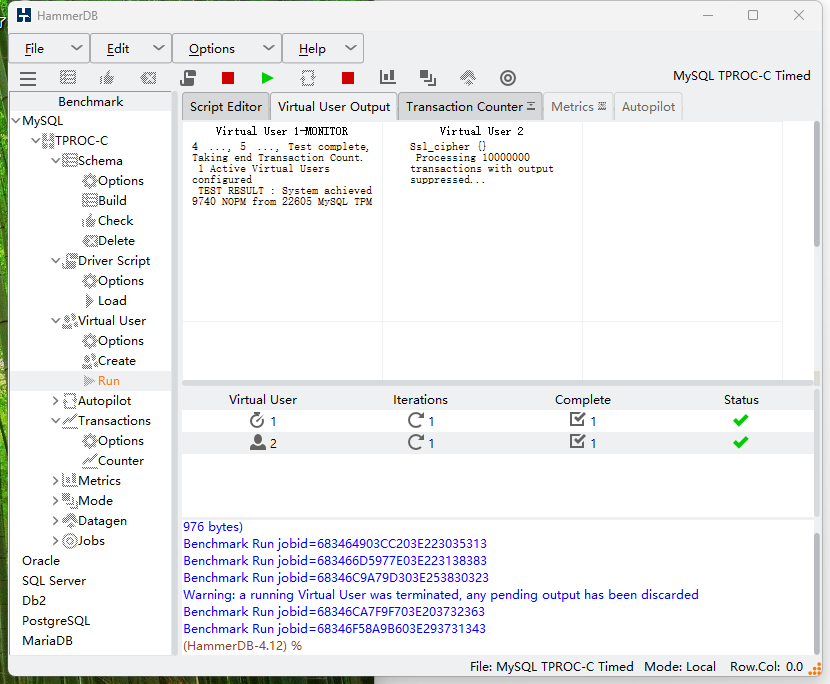 HammerDB
File Edit Options Help
MySQL TPROC-C Timed
Benchmark
Script Editor Virtual User Output Transaction Counter Metrics Autopilot
MySQL
TPROC-C
Schema
Options
Build
Check
Delete
Driver Script
Options
Load
Virtual User
Options
Create
Run
Autopilot
Transactions
Options
Counter
Metrics
Mode
Datagen
Jobs
Oracle
SQL Server
Db2
PostgreSQL
MariaDB
Virtual User 1-MONITOR
4 ..., 5 ..., Test complete,
Taking end Transaction Count.
1 Active Virtual Users
configured
TEST RESULT : System achieved
9740 NOPM from 22605 MySQL TPM
Virtual User 2
Ssl_cipher {}
Processing 10000000
transactions with output
suppressed...
Virtual User Iterations Complete Status
1 1 1
2 1 1
976 bytes)
Benchmark Run jobid=683464903CC203E223035313
Benchmark Run jobid=683466D5977E03E223138383
Benchmark Run jobid=68346C9A79D303E253830323
Warning: a running Virtual User was terminated, any pending output has been discarded
Benchmark Run jobid=68346CA7F9F703E203732363
Benchmark Run jobid=68346F58A9B603E293731343
(HammerDB-4.12) %
File: MySQL TPROC-C Timed Mode: Local Row.Col: 0.0